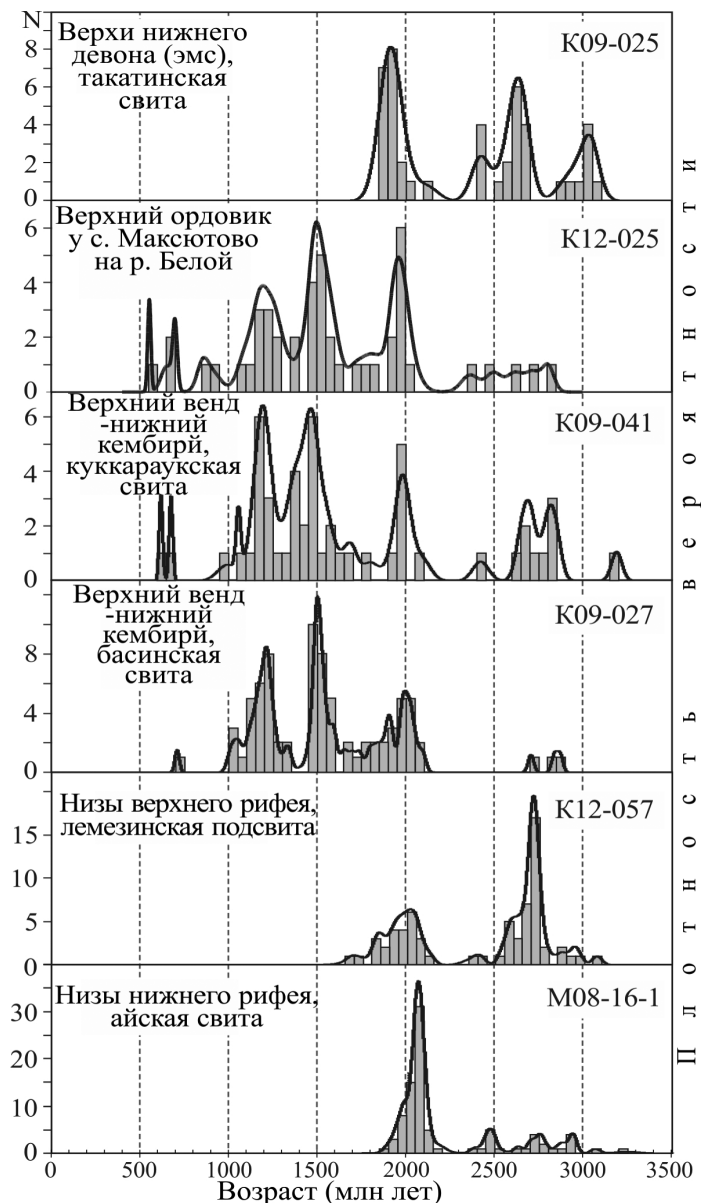 N
Верхи нижнего
девона (эмс),
такатинская
свита
К09-025
8
6
4
2
0
Верхний ордовик
у с. Максютово
на р. Белой
К12-025
6
4
2
0
Верхний венд
-нижний
кембирй,
куккараукская
свита
К09-041
6
4
2
0
Верхний венд
-нижний
кембирй,
басинская
свита
К09-027
8
6
4
2
0
Низы верхнего рифея,
лемезинская подсвита
К12-057
15
10
5
0
Низы нижнего рифея,
айская свита
М08-16-1
30
20
10
0
0 500 1000 1500 2000 2500 3000 3500
Возраст (млн лет)
Плотность вероятности